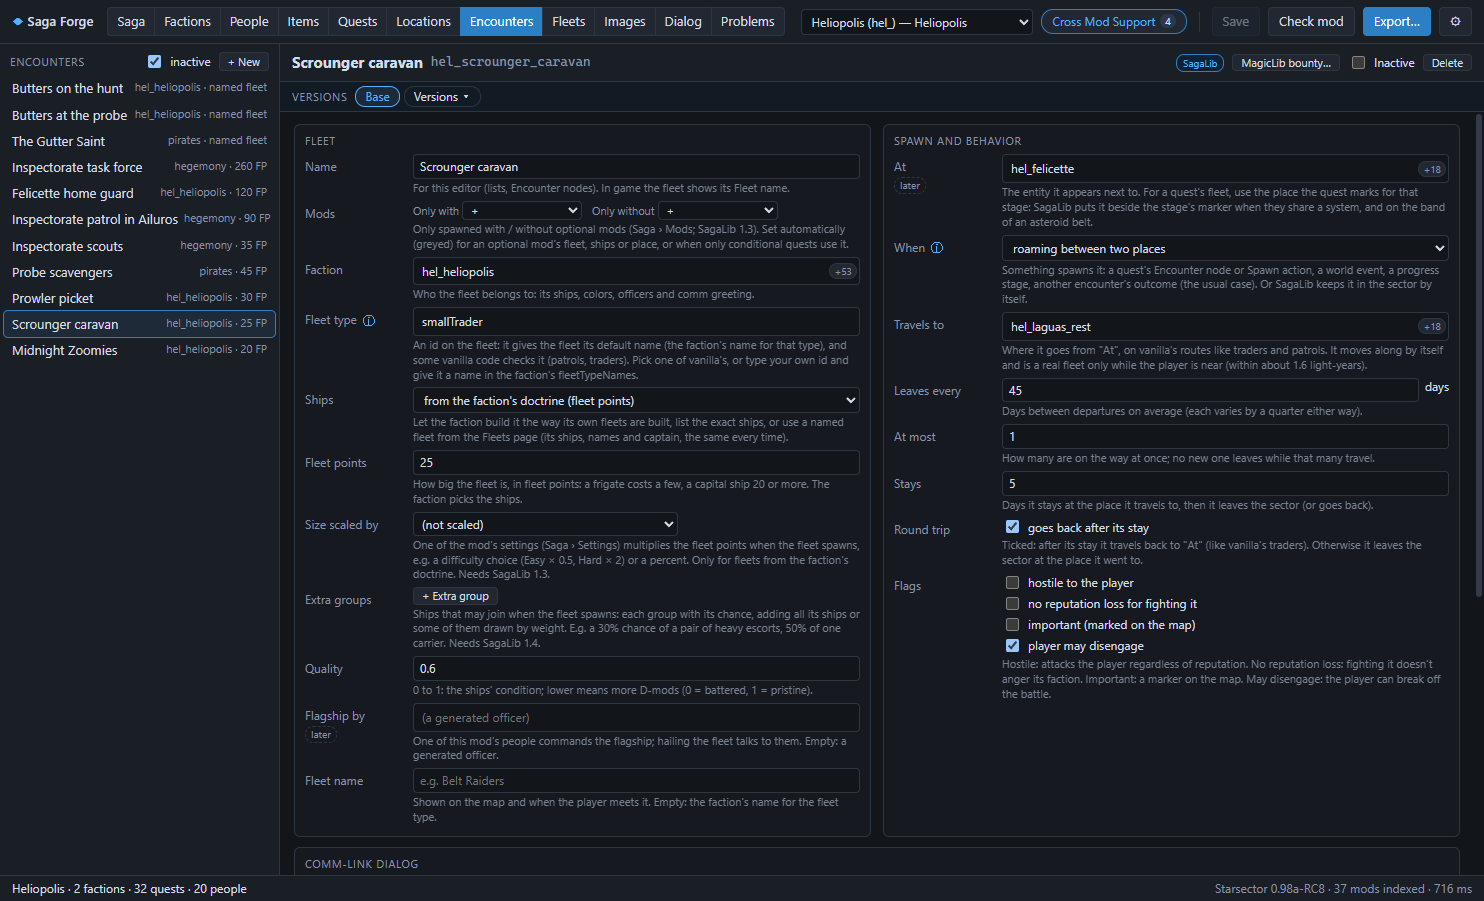 Saga Forge
Saga Factions People Items Quests Locations Encounters Fleets Images Dialog Problems
Heliopolis (hel_) — Heliopolis
Cross Mod Support 4
Save Check mod Export...
ENCOUNTERS inactive + New
Butters on the hunt hel_heliopolis · named fleet
Butters at the probe hel_heliopolis · named fleet
The Gutter Saint pirates · named fleet
Inspectorate task force hegemony · 260 FP
Felicette home guard hel_heliopolis · 120 FP
Inspectorate patrol in Ailuros hegemony · 90 FP
Inspectorate scouts hegemony · 35 FP
Probe scavengers pirates · 45 FP
Prowler picket hel_heliopolis · 30 FP
Scrounger caravan hel_heliopolis · 25 FP
Midnight Zoomies hel_heliopolis · 20 FP
Scrounger caravan hel_scrounger_caravan
SagaLib MagicLib bounty... Inactive Delete
VERSIONS Base Versions
FLEET
Name Scrounger caravan
For this editor (lists, Encounter nodes). In game the fleet shows its Fleet name.
Mods Only with + Only without +
Only spawned with / without optional mods (Saga › Mods; SagaLib 1.3). Set automatically
(greyed) for an optional mod's fleet, ships or place, or when only conditional quests use it.
Faction hel_heliopolis +53
Who the fleet belongs to: its ships, colors, officers and comm greeting.
Fleet type smallTrader
An id on the fleet: it gives the fleet its default name (the faction's name for that type), and
some vanilla code checks it (patrols, traders). Pick one of vanilla's, or type your own id and
give it a name in the faction's fleetTypeNames.
Ships from the faction's doctrine (fleet points)
Let the faction build it the way its own fleets are built, list the exact ships, or use a named
fleet from the Fleets page (its ships, names and captain, the same every time).
Fleet points 25
How big the fleet is, in fleet points: a frigate costs a few, a capital ship 20 or more. The
faction picks the ships.
Size scaled by (not scaled)
One of the mod's settings (Saga › Settings) multiplies the fleet points when the fleet spawns,
e.g. a difficulty choice (Easy × 0.5, Hard × 2) or a percent. Only for fleets from the faction's
doctrine. Needs SagaLib 1.3.
Extra groups + Extra group
Ships that may join when the fleet spawns: each group with its chance, adding all its ships or
some of them drawn by weight. E.g. a 30% chance of a pair of heavy escorts, 50% of one
carrier. Needs SagaLib 1.4.
Quality 0.6
0 to 1: the ships' condition; lower means more D-mods (0 = battered, 1 = pristine).
Flagship by (a generated officer)
later
One of this mod's people commands the flagship; hailing the fleet talks to them. Empty: a
generated officer.
Fleet name e.g. Belt Raiders
Shown on the map and when the player meets it. Empty: the faction's name for the fleet
type.
SPAWN AND BEHAVIOR
At hel_felicette +18
later
The entity it appears next to. For a quest's fleet, use the place the quest marks for that
stage: SagaLib puts it beside the stage's marker when they share a system, and on the band
of an asteroid belt.
When roaming between two places
Something spawns it: a quest's Encounter node or Spawn action, a world event, a progress
stage, another encounter's outcome (the usual case). Or SagaLib keeps it in the sector by
itself.
Travels to hel_laguas_rest +18
Where it goes from "At", on vanilla's routes like traders and patrols. It moves along by itself
and is a real fleet only while the player is near (within about 1.6 light-years).
Leaves every 45 days
Days between departures on average (each varies by a quarter either way).
At most 1
How many are on the way at once; no new one leaves while that many travel.
Stays 5
Days it stays at the place it travels to, then it leaves the sector (or goes back).
Round trip goes back after its stay
Ticked: after its stay it travels back to "At" (like vanilla's traders). Otherwise it leaves the
sector at the place it went to.
Flags hostile to the player
no reputation loss for fighting it
important (marked on the map)
player may disengage
Hostile: attacks the player regardless of reputation. No reputation loss: fighting it doesn't
anger its faction. Important: a marker on the map. May disengage: the player can break off
the battle.
COMM-LINK DIALOG
Heliopolis · 2 factions · 32 quests · 20 people
Starsector 0.98a-RC8 · 37 mods indexed · 716 ms